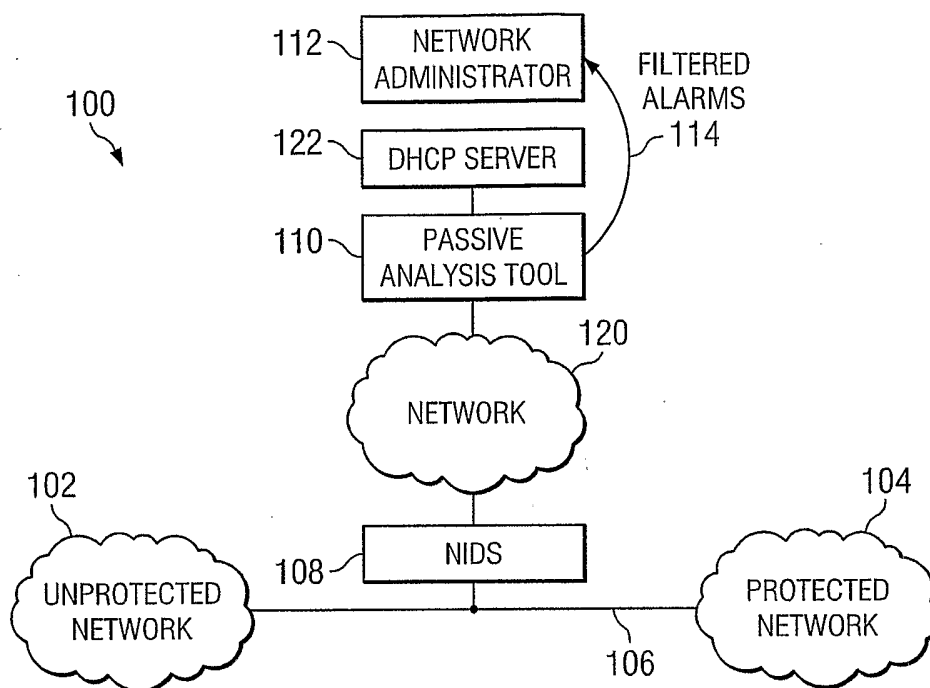 112
NETWORK
ADMINISTRATOR
FILTERED
ALARMS
114
100
122
DHCP SERVER
110
PASSIVE
ANALYSIS TOOL
120
NETWORK
102
104
108
NIDS
UNPROTECTED
NETWORK
PROTECTED
NETWORK
106